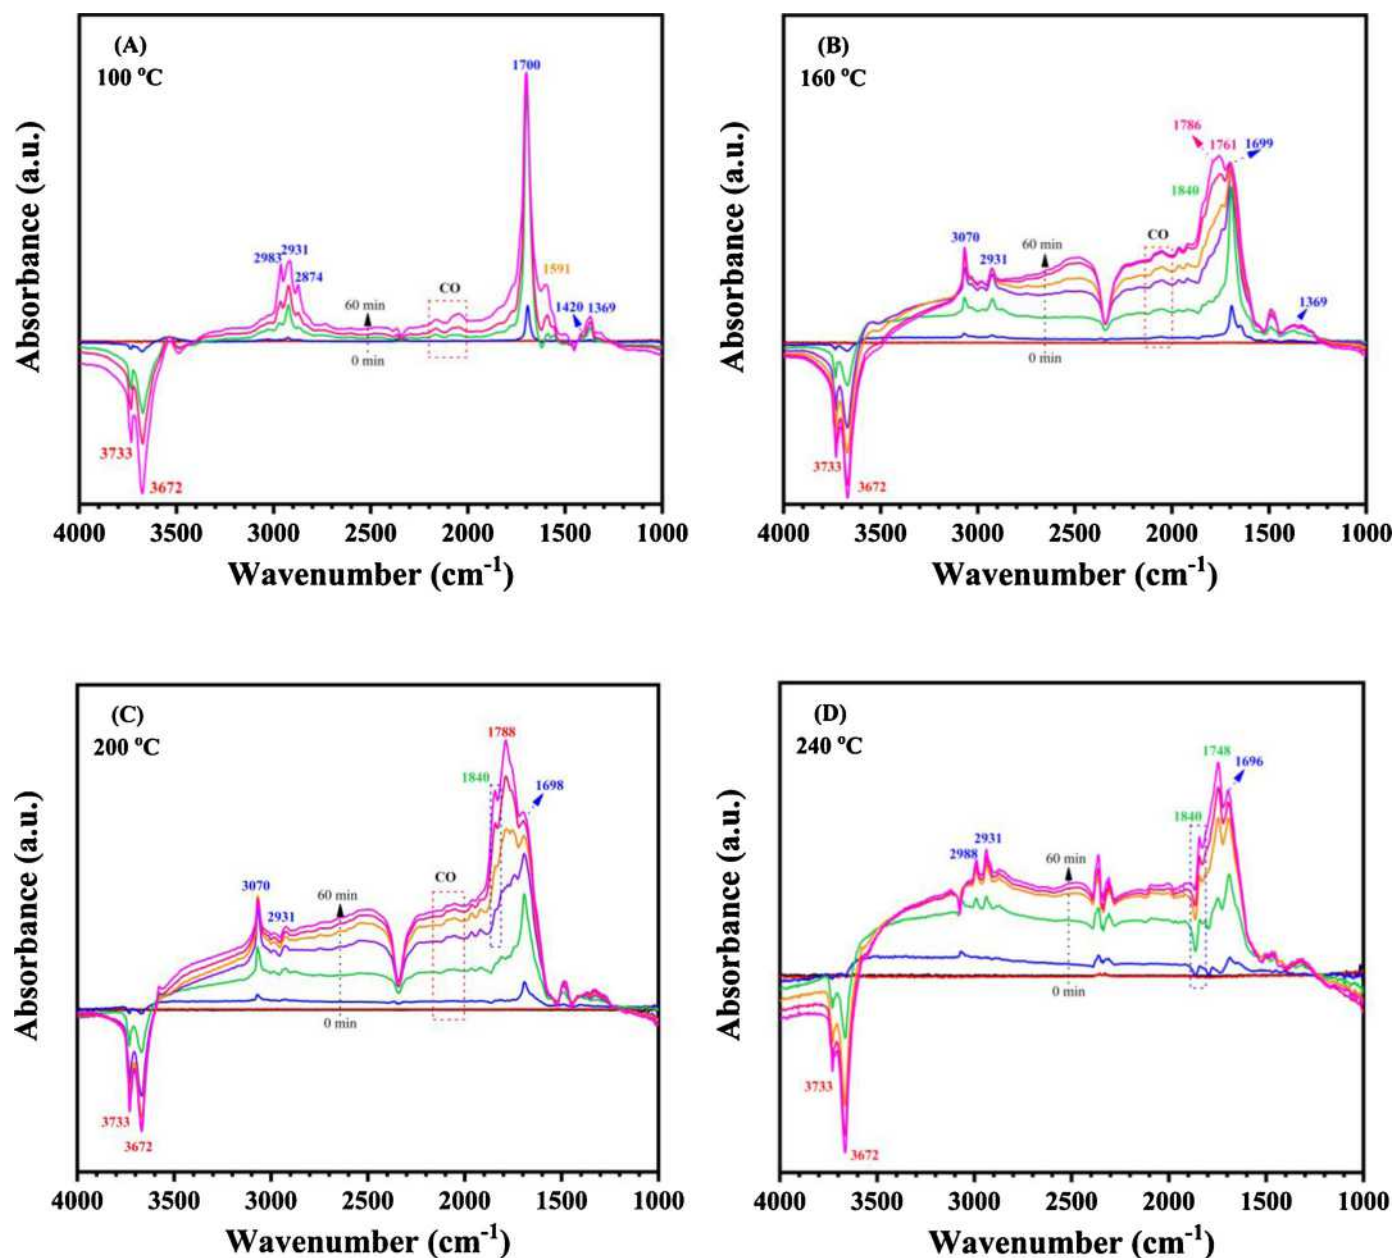 (A)
100 °C
1700
2983
2931
2874
60 min
CO
1591
1420
1369
0 min
3733
3672
4000 3500 3000 2500 2000 1500 1000
Wavenumber (cm-1)
Absorbance (a.u.)
(B)
160 °C
1786
1761
1699
1840
3070
2931
60 min
CO
1369
0 min
3733
3672
4000 3500 3000 2500 2000 1500 1000
Wavenumber (cm-1)
Absorbance (a.u.)
(C)
200 °C
1788
1840
1698
3070
2931
60 min
CO
0 min
3733
3672
4000 3500 3000 2500 2000 1500 1000
Wavenumber (cm-1)
Absorbance (a.u.)
(D)
240 °C
1748
1696
1840
2988
2931
60 min
0 min
3733
3672
4000 3500 3000 2500 2000 1500 1000
Wavenumber (cm-1)
Absorbance (a.u.)